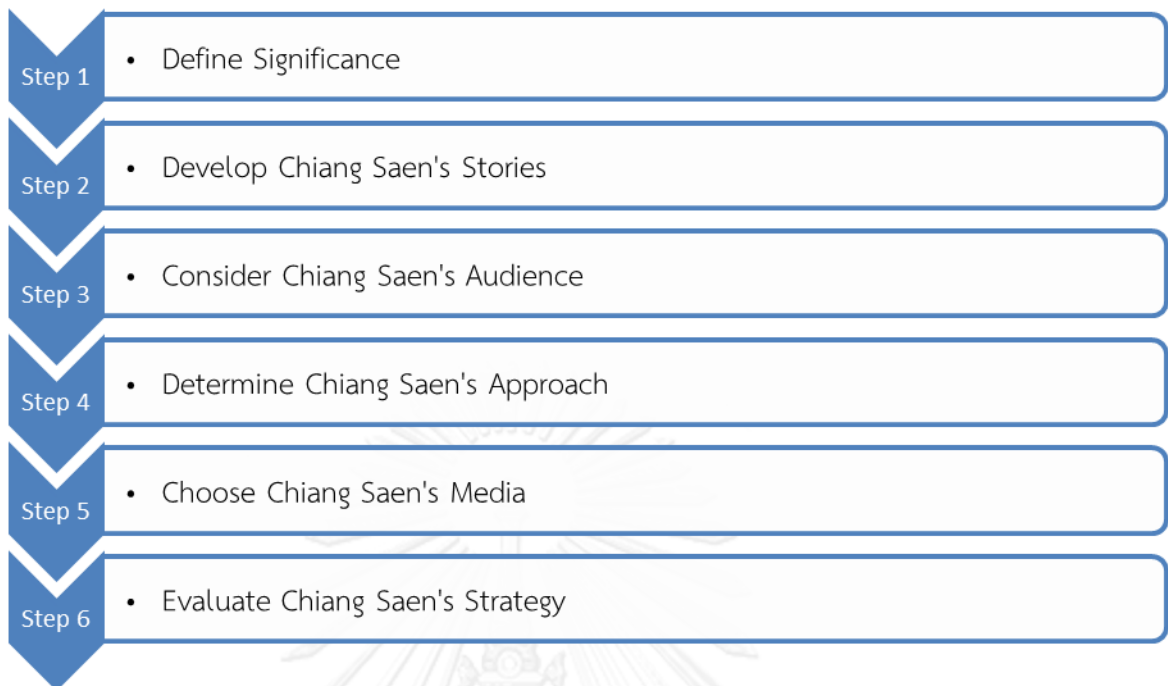 Step 1
• Define Significance
Step 2
• Develop Chiang Saen's Stories
Step 3
• Consider Chiang Saen's Audience
Step 4
• Determine Chiang Saen's Approach
Step 5
• Choose Chiang Saen's Media
Step 6
• Evaluate Chiang Saen's Strategy